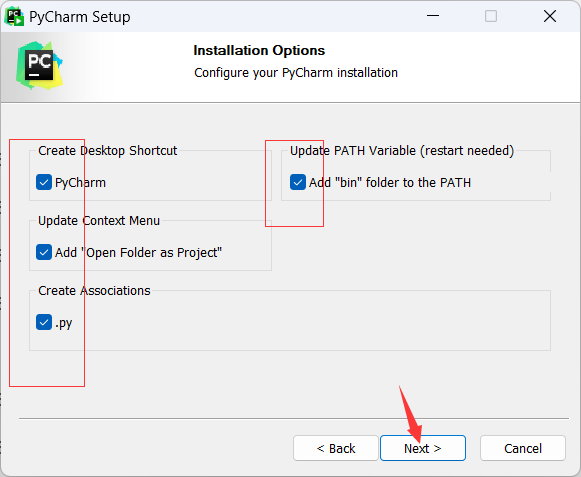 PyCharm Setup
PC
Installation Options
Configure your PyCharm installation
Create Desktop Shortcut
PyCharm
Update PATH Variable (restart needed)
Add "bin" folder to the PATH
Update Context Menu
Add "Open Folder as Project"
Create Associations
.py
< Back
Next >
Cancel